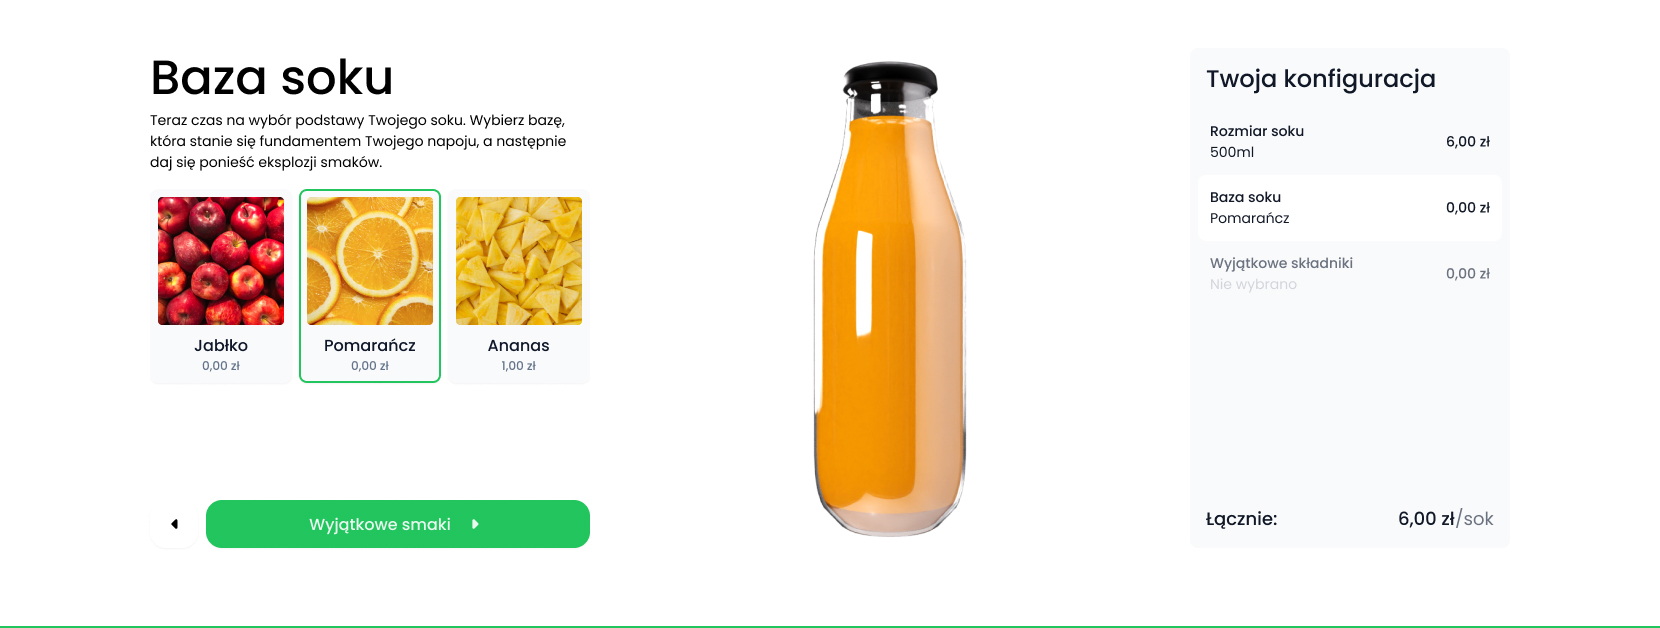 Baza soku
Teraz czas na wybór podstawy Twojego soku. Wybierz bazę,
która stanie się fundamentem Twojego napoju, a następnie
daj się ponieść eksplozji smaków.
Jabłko
0,00 zł
Pomarańcz
0,00 zł
Ananas
1,00 zł
Wyjątkowe smaki
Twoja konfiguracja
Rozmiar soku
500ml
6,00 zł
Baza soku
Pomarańcz
0,00 zł
Wyjątkowe składniki
Nie wybrano
0,00 zł
Łącznie:
6,00 zł/sok